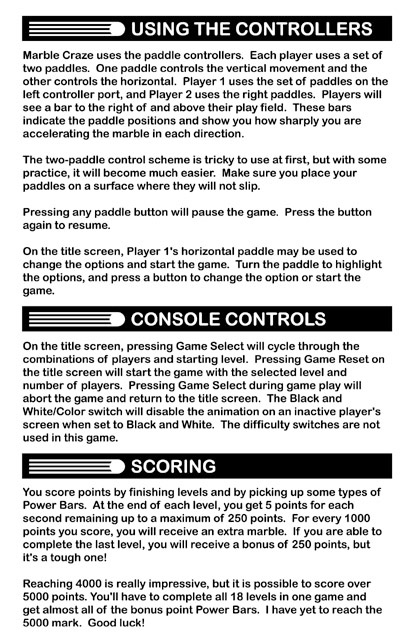 USING THE CONTROLLERS
Marble Craze uses the paddle controllers.  Each player uses a set of
two paddles.  One paddle controls the vertical movement and the
other controls the horizontal.  Player 1 uses the set of paddles on the
left controller port, and Player 2 uses the right paddles.  Players will
see a bar to the right of and above their play field.  These bars
indicate the paddle positions and show you how sharply you are
accelerating the marble in each direction.
The two-paddle control scheme is tricky to use at first, but with some
practice, it will become much easier.  Make sure you place your
paddles on a surface where they will not slip.
Pressing any paddle button will pause the game.  Press the button
again to resume.
On the title screen, Player 1's horizontal paddle may be used to
change the options and start the game.  Turn the paddle to highlight
the options, and press a button to change the option or start the
game.
CONSOLE CONTROLS
On the title screen, pressing Game Select will cycle through the
combinations of players and starting level.  Pressing Game Reset on
the title screen will start the game with the selected level and
number of players.  Pressing Game Select during game play will
abort the game and return to the title screen.  The Black and
White/Color switch will disable the animation on an inactive player's
screen when set to Black and White.  The difficulty switches are not
used in this game.
SCORING
You score points by finishing levels and by picking up some types of
Power Bars.  At the end of each level, you get 5 points for each
second remaining up to a maximum of 250 points.  For every 1000
points you score, you will receive an extra marble.  If you are able to
complete the last level, you will receive a bonus of 250 points, but
it's a tough one!
Reaching 4000 is really impressive, but it is possible to score over
5000 points. You'll have to complete all 18 levels in one game and
get almost all of the bonus point Power Bars.  I have yet to reach the
5000 mark.  Good luck!